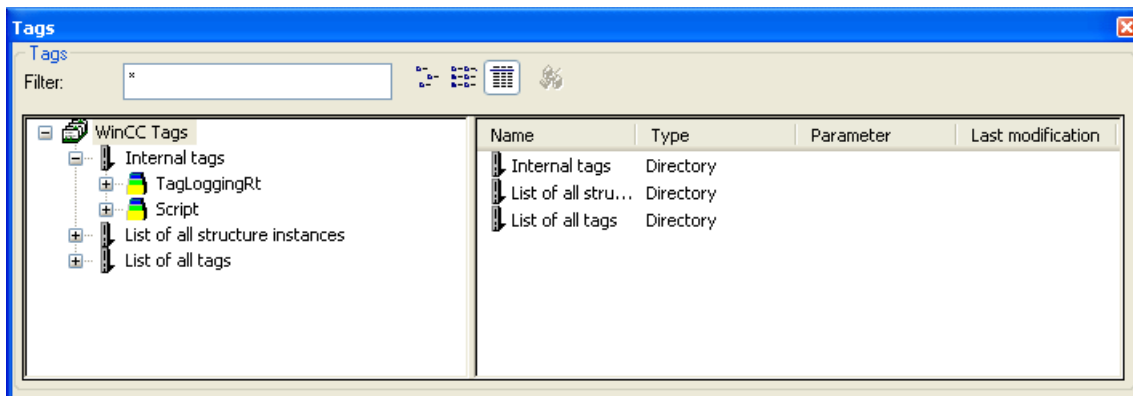 Tags
Tags
Filter: *
WinCC Tags
Internal tags
TagLoggingRt
Script
List of all structure instances
List of all tags
Name Type Parameter Last modification
Internal tags Directory
List of all stru... Directory
List of all tags Directory